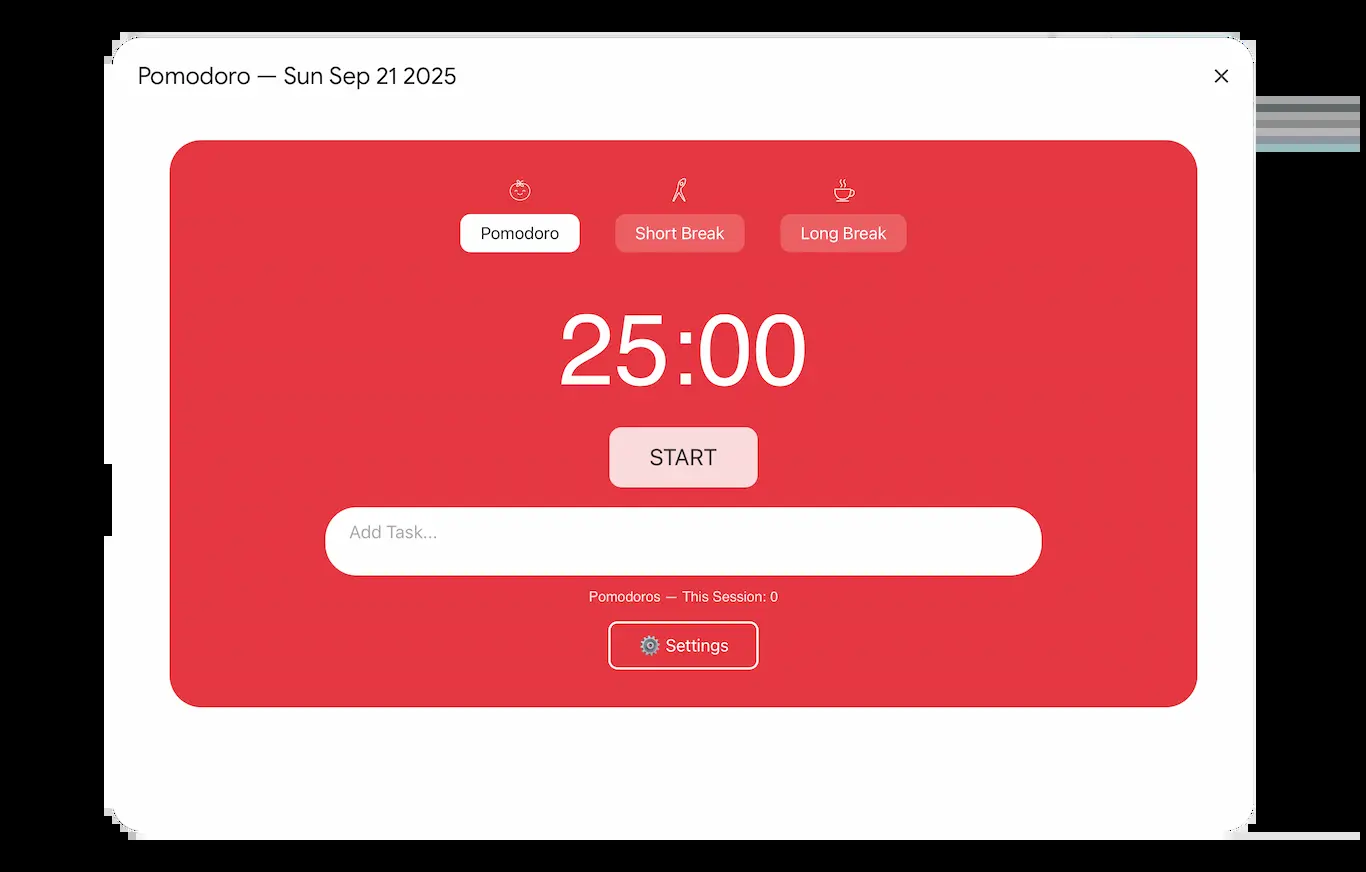 Pomodoro — Sun Sep 21 2025
Pomodoro
Short Break
Long Break
25:00
START
Add Task...
Pomodoros — This Session: 0
⚙️ Settings